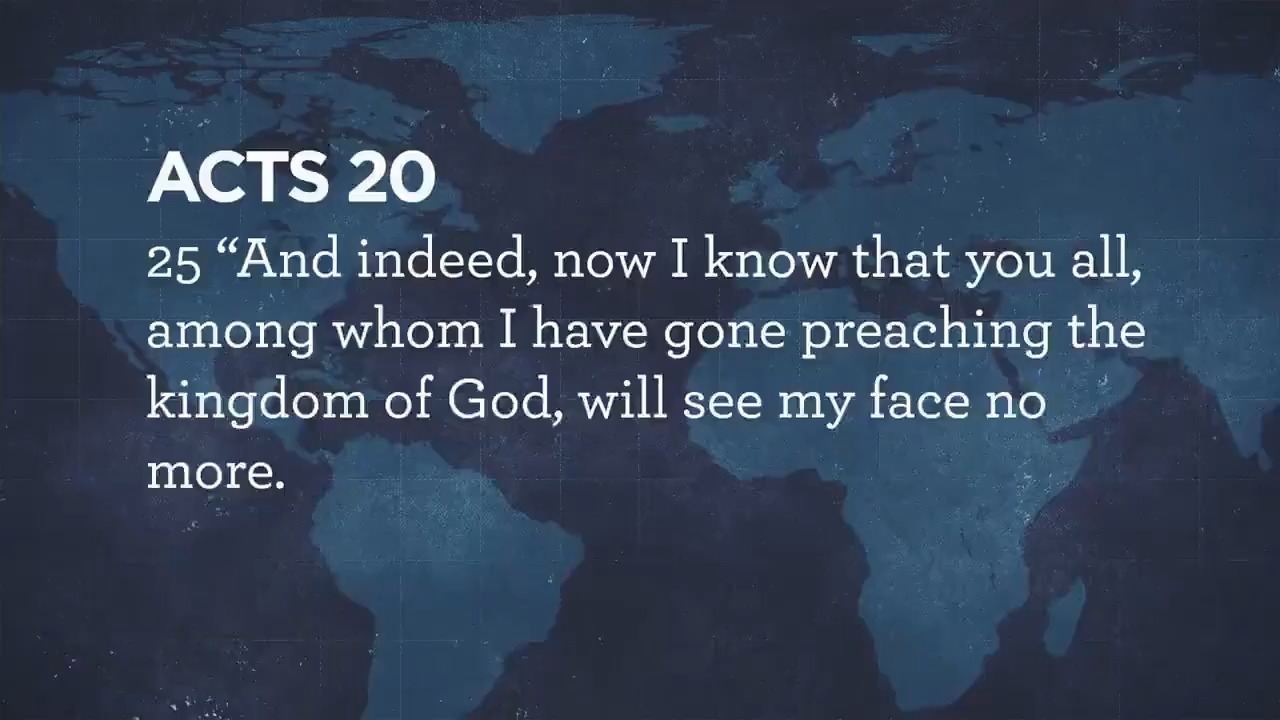 ACTS 20
25 “And indeed, now I know that you all,
among whom I have gone preaching the
kingdom of God, will see my face no
more.